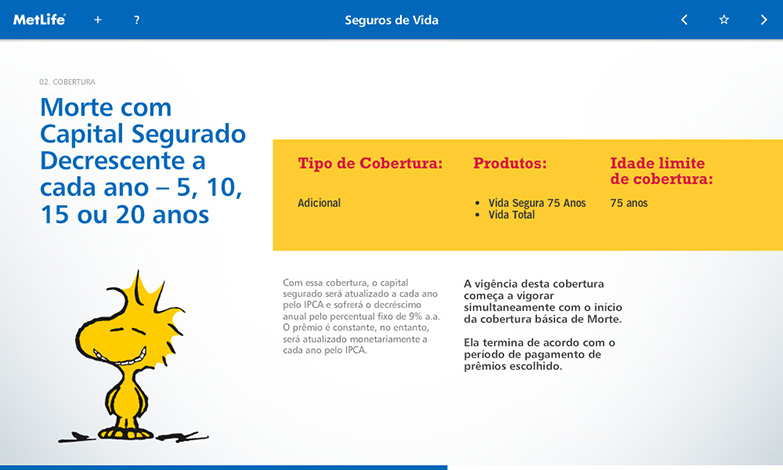 MetLife
+
?
Seguros de Vida
02. COBERTURA
Morte com
Capital Segurado
Decrescente a
cada ano – 5, 10,
15 ou 20 anos
Tipo de Cobertura:
Adicional
Produtos:
• Vida Segura 75 Anos
• Vida Total
Idade limite
de cobertura:
75 anos
Com essa cobertura, o capital
segurado será atualizado a cada ano
pelo IPCA e sofrerá o decréscimo
anual pelo percentual fixo de 9% a.a.
O prêmio é constante, no entanto,
será atualizado monetariamente a
cada ano pelo IPCA.
A vigência desta cobertura
começa a vigorar
simultaneamente com o início
da cobertura básica de Morte.
Ela termina de acordo com o
período de pagamento de
prêmios escolhido.